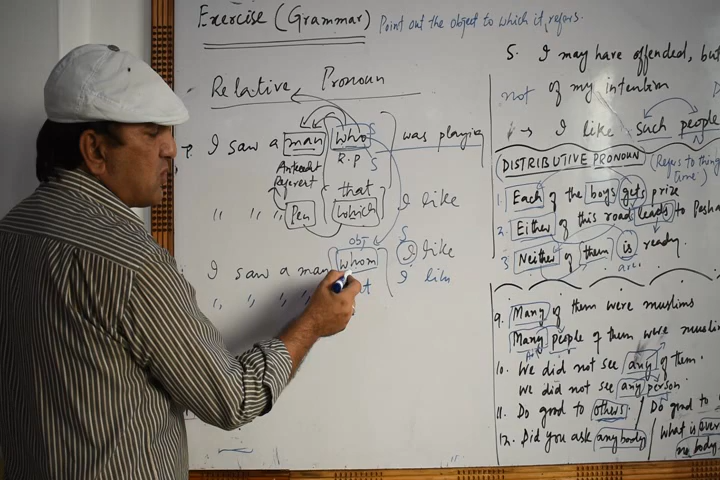 Exercise (Grammar) Point out the object to which it refers.
Relative Pronoun
I saw a man who S was playing
R.P S
Antecedent
Referent
that
" " " Pen which I like
obj S
I saw a man whom I like
" " " "
5. I may have offended, but
not of my intention
→ I like such people
DISTRIBUTIVE PRONOUN (Refers to thing
time)
1. Each of the boys gets prize
2. Either of this road leads to Pesha
3. Neither of them is ready.
9. Many of them were muslims
Many people of them were muslim
10. We did not see any of them.
We did not see any person
11. Do good to others / Do good to
12. Did you ask anybody / What is ever
no body